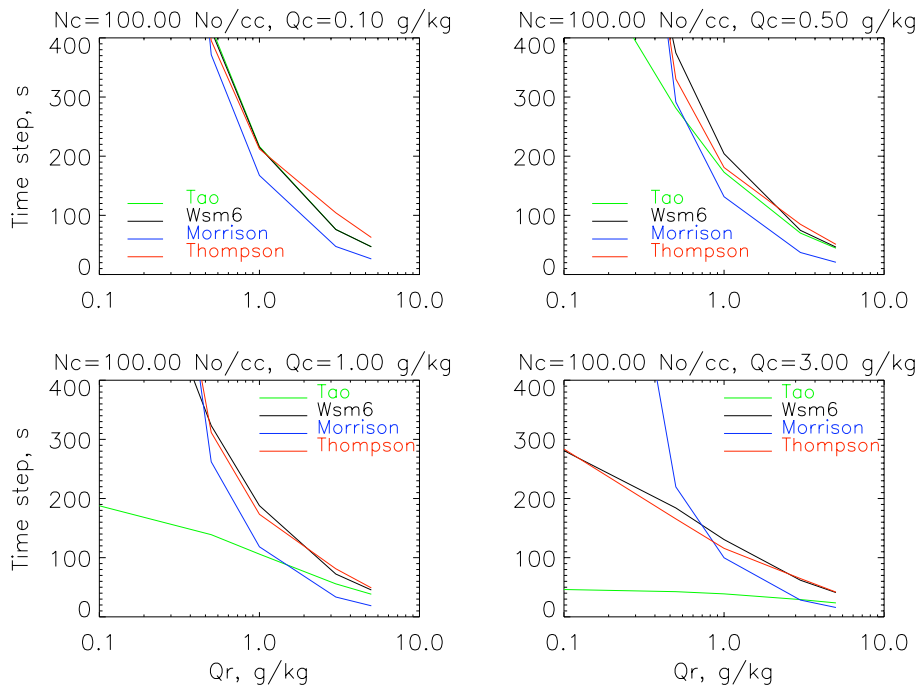 Nc=100.00 No/cc, Qc=0.10 g/kg
400
300
200
100
0
Time step, s
Tao
Wsm6
Morrison
Thompson
0.1
1.0
10.0
Nc=100.00 No/cc, Qc=0.50 g/kg
400
300
200
100
0
Time step, s
Tao
Wsm6
Morrison
Thompson
0.1
1.0
10.0
Nc=100.00 No/cc, Qc=1.00 g/kg
400
300
200
100
0
Time step, s
Tao
Wsm6
Morrison
Thompson
0.1
1.0
10.0
Qr, g/kg
Nc=100.00 No/cc, Qc=3.00 g/kg
400
300
200
100
0
Time step, s
Tao
Wsm6
Morrison
Thompson
0.1
1.0
10.0
Qr, g/kg